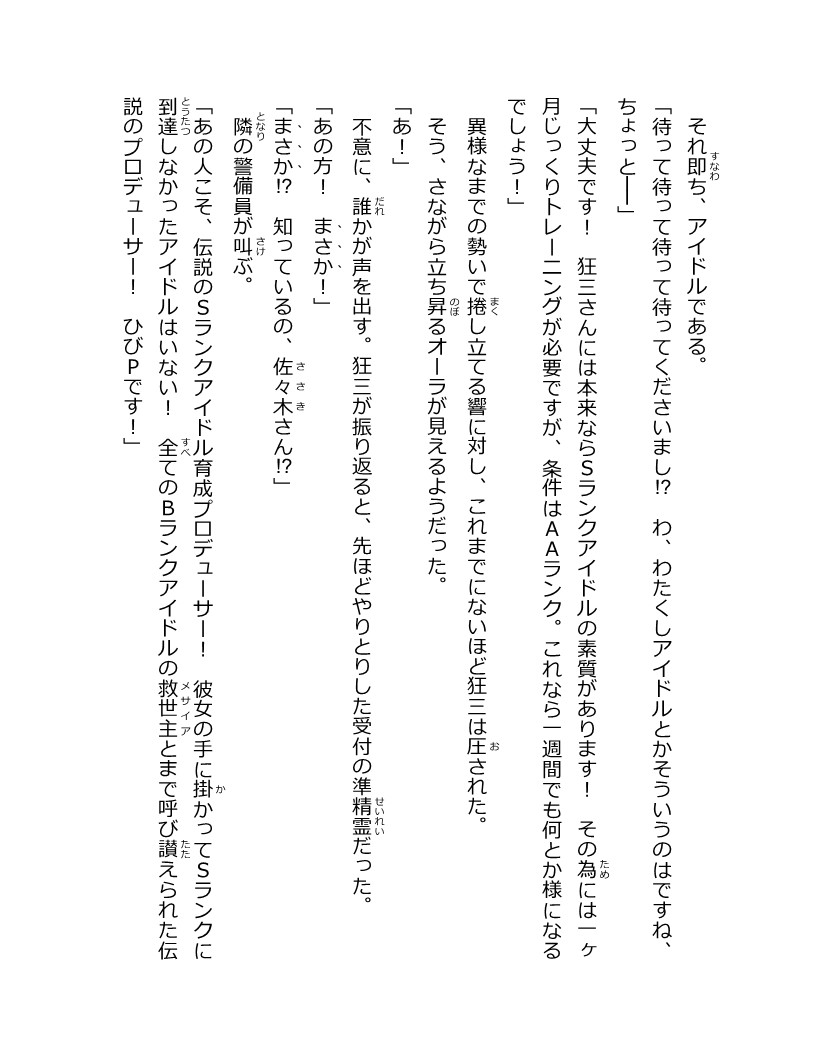 それ即ち、アイドルである。
「待って待って待って待ってくださいまし!?　わ、わたくしアイドルとかそういうのはですね、
ちょっと――」
「大丈夫です！　狂三さんには本来ならＳランクアイドルの素質があります！　その為には一ヶ
月じっくりトレーニングが必要ですが、条件はＡＡランク。これなら一週間でも何とか様になる
でしょう！」
異様なまでの勢いで捲し立てる響に対し、これまでにないほど狂三は圧された。
そう、さながら立ち昇るオーラが見えるようだった。
「あ！」
不意に、誰かが声を出す。狂三が振り返ると、先ほどやりとりした受付の準精霊だった。
「あの方！　まさか！」
「まさか!?　知っているの、佐々木さん!?」
隣の警備員が叫ぶ。
「あの人こそ、伝説のＳランクアイドル育成プロデューサー！　彼女の手に掛かってＳランクに
到達しなかったアイドルはいない！　全てのＢランクアイドルの救世主とまで呼び讃えられた伝
説のプロデューサー！　ひびＰです！」